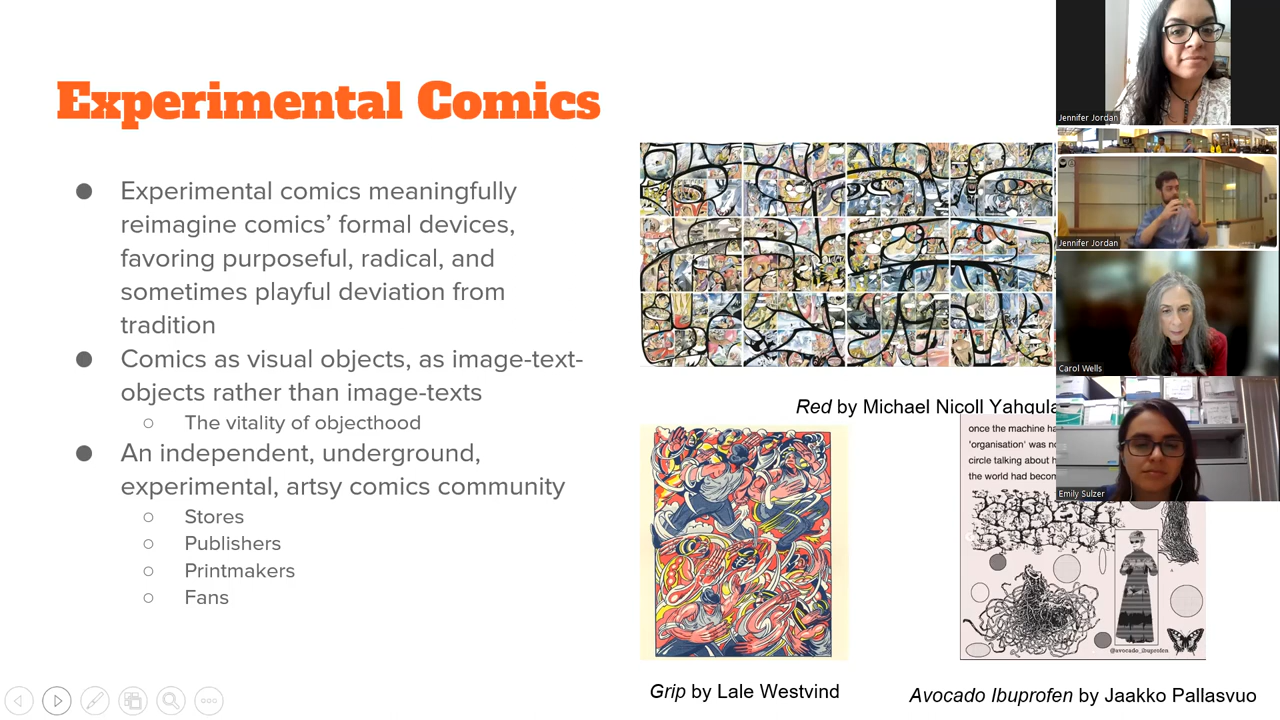 Experimental Comics
● Experimental comics meaningfully
reimagine comics’ formal devices,
favoring purposeful, radical, and
sometimes playful deviation from
tradition
● Comics as visual objects, as image-text-
objects rather than image-texts
○ The vitality of objecthood
● An independent, underground,
experimental, artsy comics community
○ Stores
○ Publishers
○ Printmakers
○ Fans
Red by Michael Nicoll Yahgula
once the machine ha
'organisation' was no
circle talking about h
the world had becom
@avocado_ibuprofen
Grip by Lale Westvind
Avocado Ibuprofen by Jaakko Pallasvuo
Jennifer Jordan
Jennifer Jordan
Carol Wells
Emily Sulzer